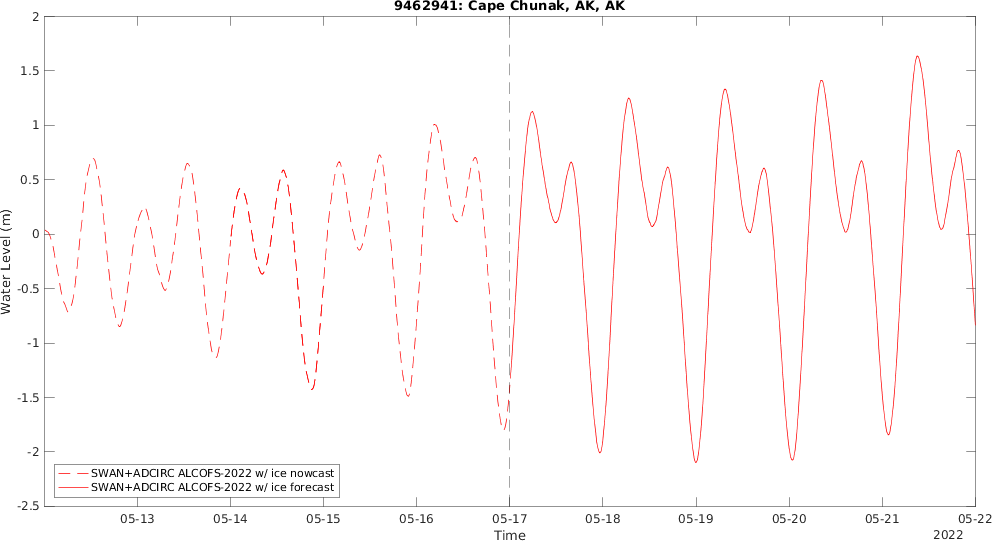 9462941: Cape Chunak, AK, AK
2
1.5
1
0.5
0
-0.5
-1
-1.5
-2
-2.5
Water Level (m)
SWAN+ADCIRC ALCOFS-2022 w/ ice nowcast
SWAN+ADCIRC ALCOFS-2022 w/ ice forecast
05-13 05-14 05-15 05-16 05-17 05-18 05-19 05-20 05-21 05-22
Time
2022